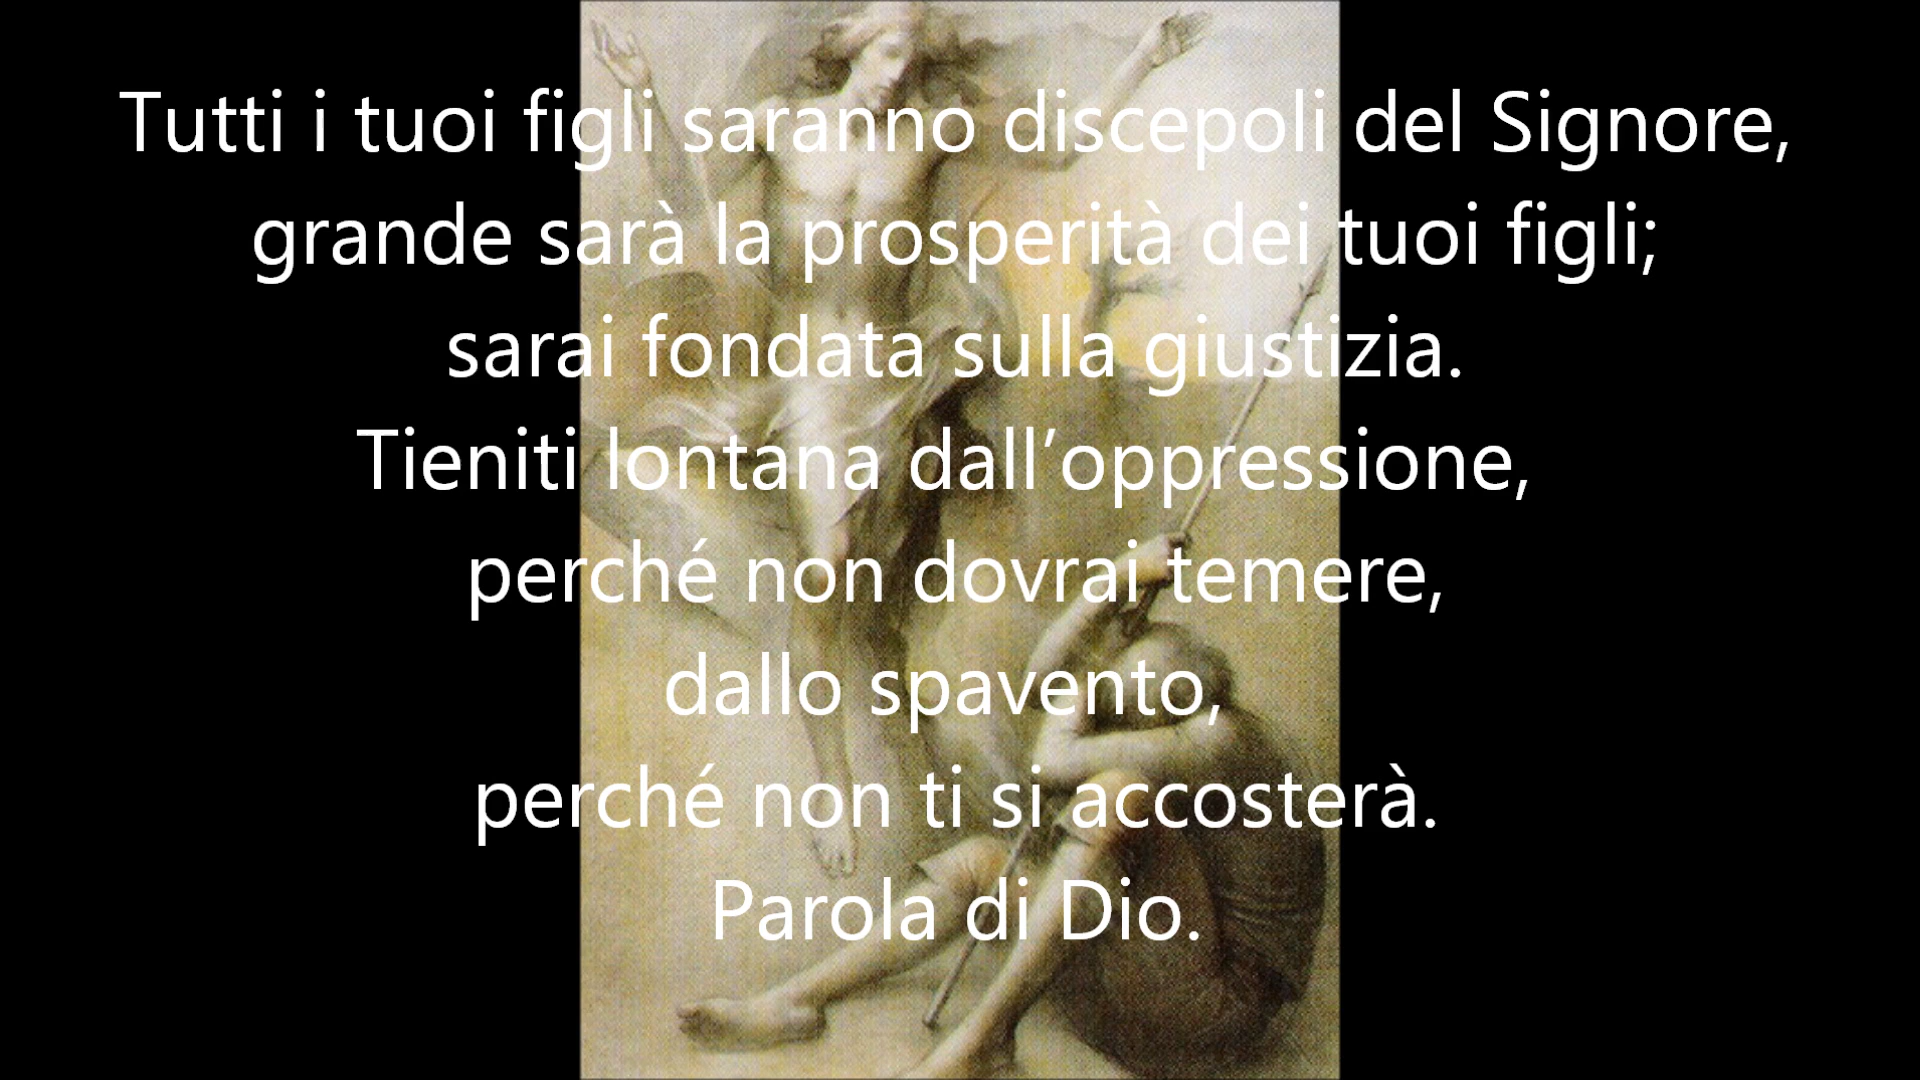 Tutti i tuoi figli saranno discepoli del Signore,
grande sarà la prosperità dei tuoi figli;
sarai fondata sulla giustizia.
Tieniti lontana dall’oppressione,
perché non dovrai temere,
dallo spavento,
perché non ti si accosterà.
Parola di Dio.